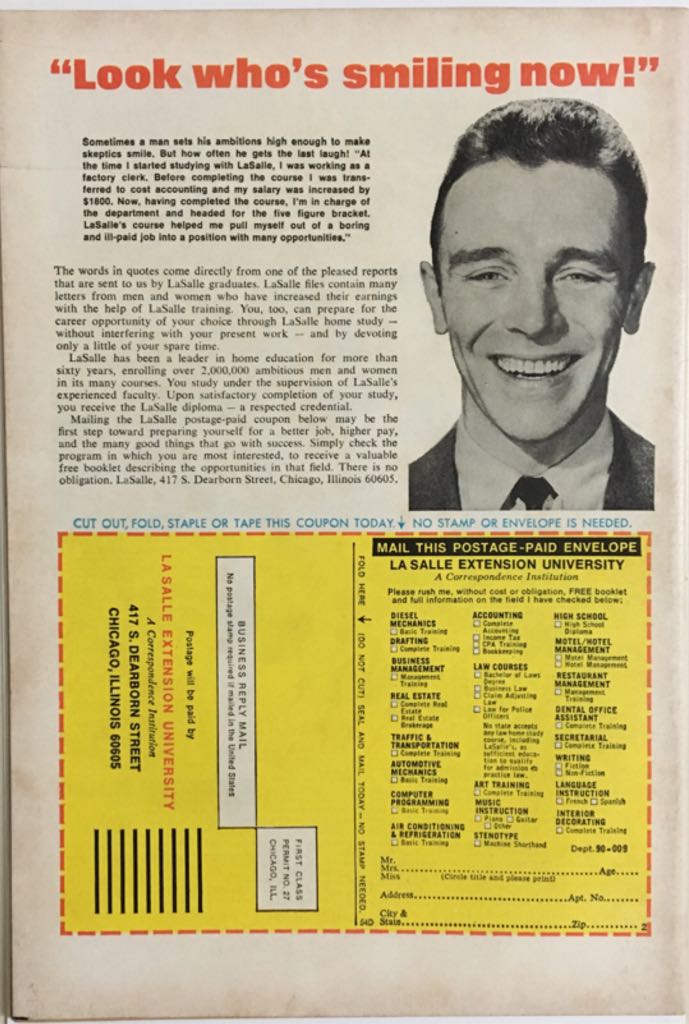 "Look who's smiling now!"
Sometimes a man sets his ambitions high enough to make
skeptics smile. But how often he gets the last laugh! "At
the time I started studying with LaSalle, I was working as a
factory clerk. Before completing the course I was trans-
ferred to cost accounting and my salary was increased by
$1800. Now, having completed the course, I'm in charge of
the department and headed for the five figure bracket.
LaSalle's course helped me pull myself out of a boring
and ill-paid job into a position with many opportunities."
The words in quotes come directly from one of the pleased reports
that are sent to us by LaSalle graduates. LaSalle files contain many
letters from men and women who have increased their earnings
with the help of LaSalle training. You, too, can prepare for the
career opportunity of your choice through LaSalle home study —
without interfering with your present work — and by devoting
only a little of your spare time.
LaSalle has been a leader in home education for more than
sixty years, enrolling over 2,000,000 ambitious men and women
in its many courses. You study under the supervision of LaSalle's
experienced faculty. Upon satisfactory completion of your study,
you receive the LaSalle diploma — a respected credential.
Mailing the LaSalle postage-paid coupon below may be the
first step toward preparing yourself for a better job, higher pay,
and the many good things that go with success. Simply check the
program in which you are most interested, to receive a valuable
free booklet describing the opportunities in that field. There is no
obligation. LaSalle, 417 S. Dearborn Street, Chicago, Illinois 60605.
CUT OUT, FOLD, STAPLE OR TAPE THIS COUPON TODAY. NO STAMP OR ENVELOPE IS NEEDED.
FIRST CLASS
PERMIT NO. 27
CHICAGO, ILL.
BUSINESS REPLY MAIL
No postage stamp required if mailed in the United States
Postage will be paid by
LA SALLE EXTENSION UNIVERSITY
A Correspondence Institution
417 S. DEARBORN STREET
CHICAGO, ILLINOIS 60605
FOLD HERE (DO NOT CUT) SEAL AND MAIL TODAY — NO STAMP NEEDED.
MAIL THIS POSTAGE-PAID ENVELOPE
LA SALLE EXTENSION UNIVERSITY
A Correspondence Institution
Please rush me, without cost or obligation, FREE booklet
and full information on the field I have checked below:
DIESEL
MECHANICS
Basic Training
DRAFTING
Complete Training
BUSINESS
MANAGEMENT
Management
Training
REAL ESTATE
Complete Real
Estate
Real Estate
Brokerage
TRAFFIC &
TRANSPORTATION
Complete Training
AUTOMOTIVE
MECHANICS
Basic Training
COMPUTER
PROGRAMMING
Basic Training
AIR CONDITIONING
& REFRIGERATION
Basic Training
ACCOUNTING
Complete
Accounting
Income Tax
CPA Training
Bookkeeping
LAW COURSES
Bachelor of Laws
Degree
Business Law
Claim Adjusting
Law
Law for Police
Officers
No state accepts
any law home study
course, including
LaSalle's, as
sufficient educa-
tion to qualify
for admission to
practice law.
ART TRAINING
Complete Training
MUSIC
INSTRUCTION
Piano Guitar
Other
STENOTYPE
Machine Shorthand
HIGH SCHOOL
High School
Diploma
MOTEL/HOTEL
MANAGEMENT
Motel Management
Hotel Management
RESTAURANT
MANAGEMENT
Management
Training
DENTAL OFFICE
ASSISTANT
Complete Training
SECRETARIAL
Complete Training
WRITING
Fiction
Non-Fiction
LANGUAGE
INSTRUCTION
French Spanish
INTERIOR
DECORATING
Complete Training
Dept. 90-009
Mr.
Mrs.
Miss (Circle title and please print) Age
Address Apt. No.
City &
State Zip
540
2